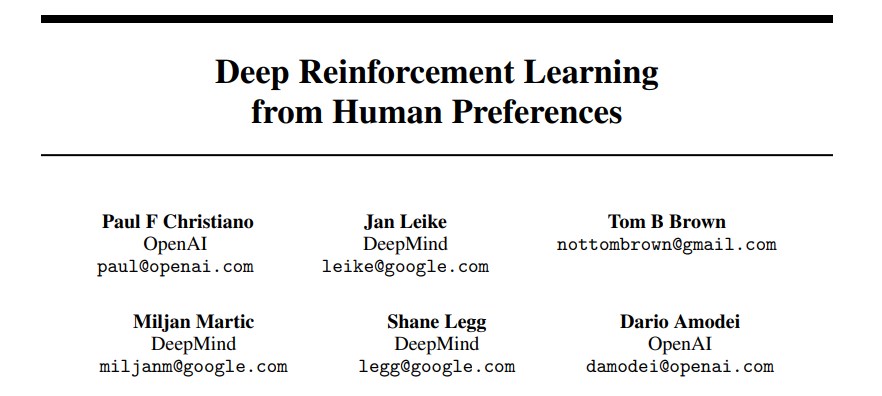 Deep Reinforcement Learning
from Human Preferences
Paul F Christiano
OpenAI
paul@openai.com
Jan Leike
DeepMind
leike@google.com
Tom B Brown
nottombrown@gmail.com
Miljan Martic
DeepMind
miljanm@google.com
Shane Legg
DeepMind
legg@google.com
Dario Amodei
OpenAI
damodei@openai.com